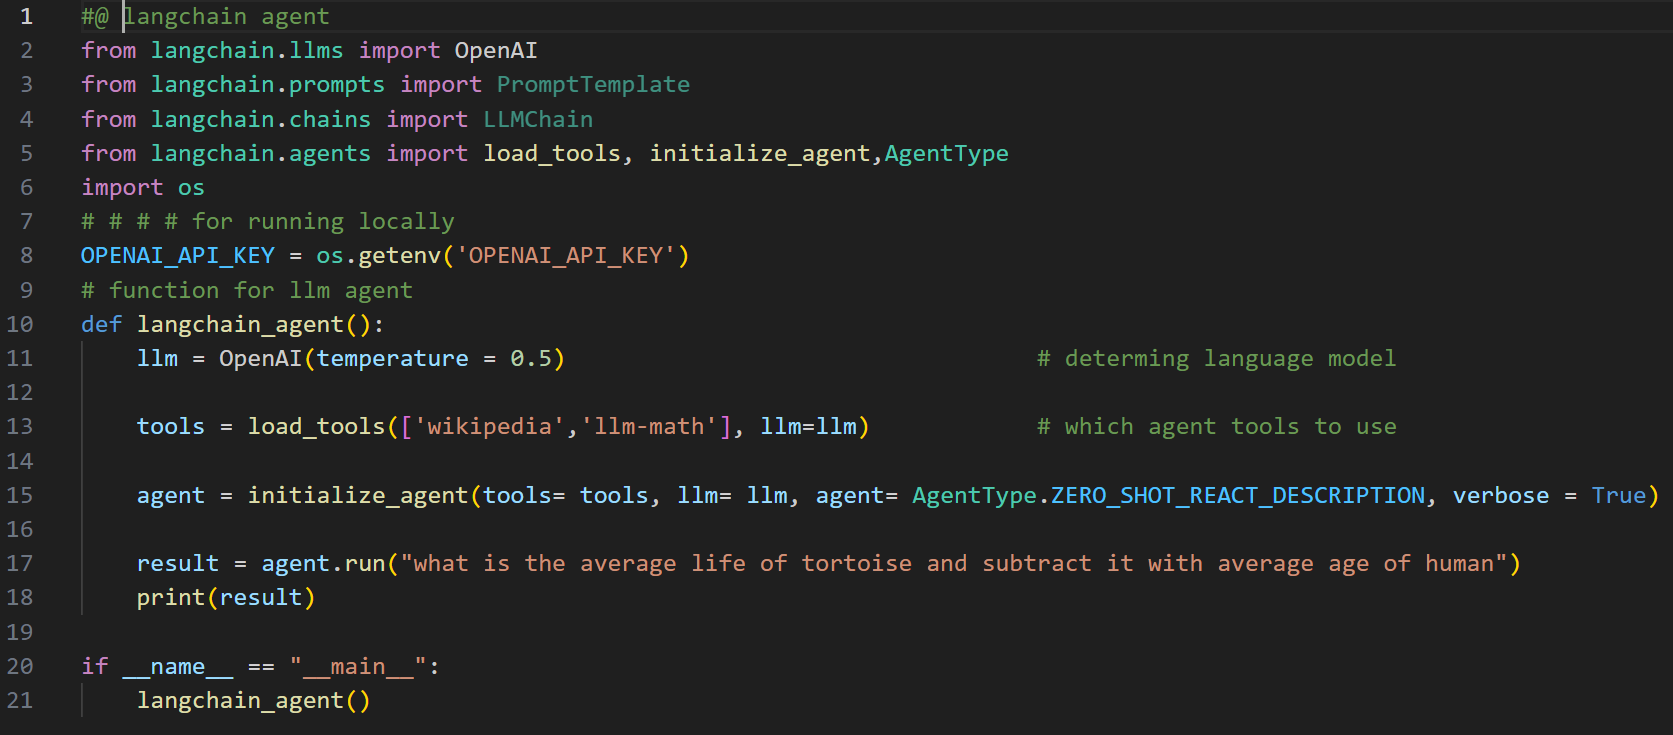 1 #@ langchain agent
2 from langchain.llms import OpenAI
3 from langchain.prompts import PromptTemplate
4 from langchain.chains import LLMChain
5 from langchain.agents import load_tools, initialize_agent,AgentType
6 import os
7 # # # # for running locally
8 OPENAI_API_KEY = os.getenv('OPENAI_API_KEY')
9 # function for llm agent
10 def langchain_agent():
11     llm = OpenAI(temperature = 0.5)                                  # determing language model
12
13     tools = load_tools(['wikipedia','llm-math'], llm=llm)            # which agent tools to use
14
15     agent = initialize_agent(tools= tools, llm= llm, agent= AgentType.ZERO_SHOT_REACT_DESCRIPTION, verbose = True)
16
17     result = agent.run("what is the average life of tortoise and subtract it with average age of human")
18     print(result)
19
20 if __name__ == "__main__":
21     langchain_agent()